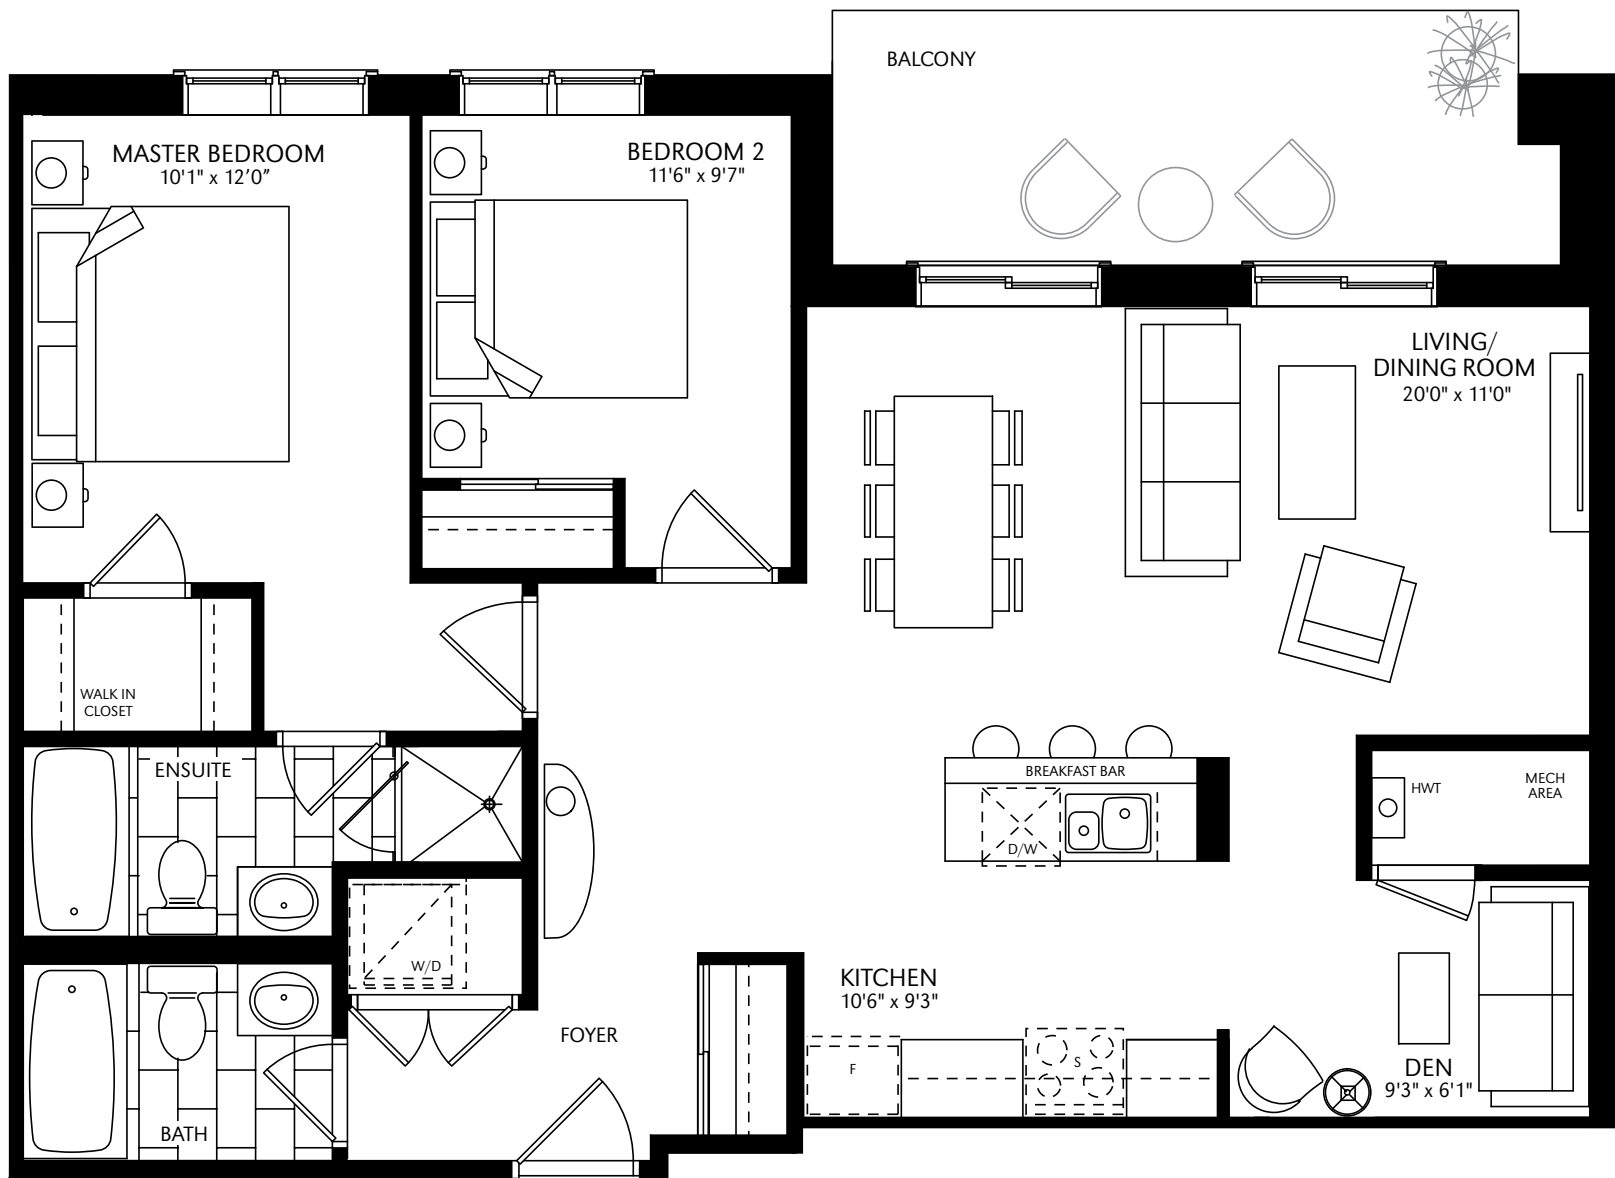 BALCONY
MASTER BEDROOM
10'1" x 12'0"
BEDROOM 2
11'6" x 9'7"
LIVING/
DINING ROOM
20'0" x 11'0"
WALK IN
CLOSET
ENSUITE
BREAKFAST BAR
D/W
HWT
MECH
AREA
W/D
KITCHEN
10'6" x 9'3"
FOYER
F
S
DEN
9'3" x 6'1"
BATH